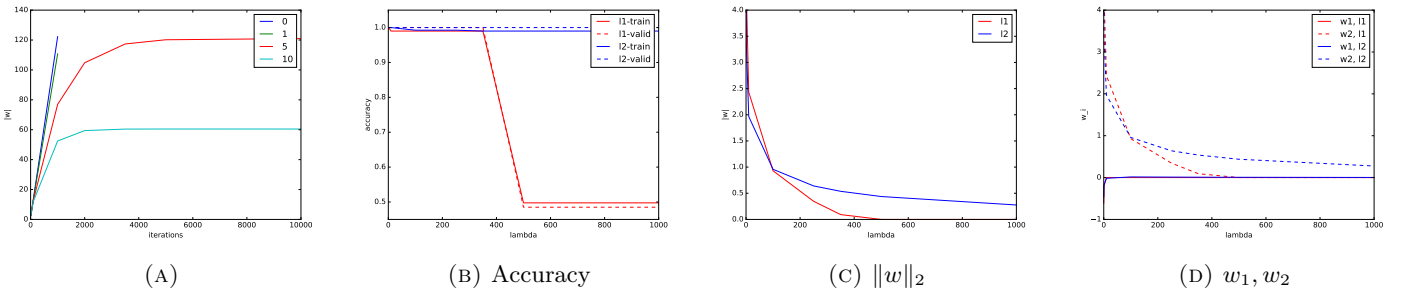 140
120
100
80
60
40
20
0
|w|
0 2000 4000 6000 8000 10000
iterations
0
1
5
10
(A)
1.0
0.9
0.8
0.7
0.6
0.5
accuracy
0 200 400 600 800 1000
lambda
l1-train
l1-valid
l2-train
l2-valid
(B) Accuracy
4.0
3.5
3.0
2.5
2.0
1.5
1.0
0.5
0.0
|w|
0 200 400 600 800 1000
lambda
l1
l2
(C) ‖w‖₂
4
3
2
1
0
−1
w_i
0 200 400 600 800 1000
lambda
w1, l1
w2, l1
w1, l2
w2, l2
(D) w₁, w₂